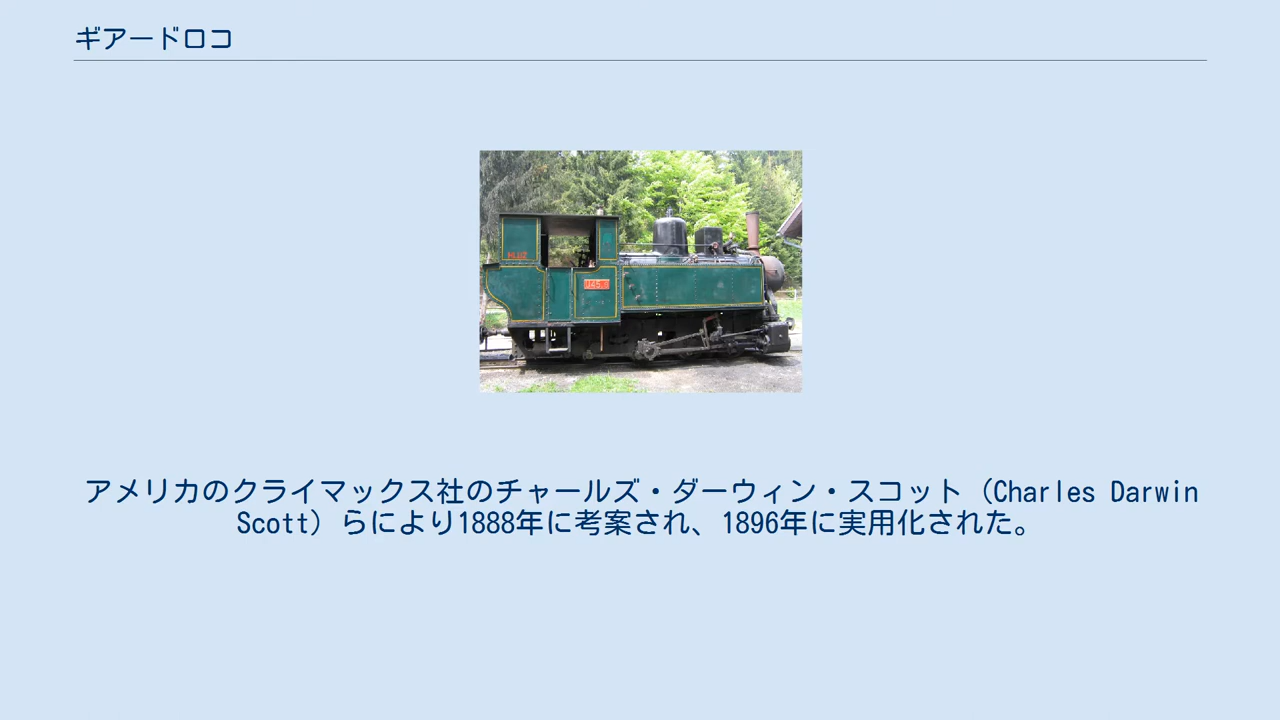 ギアードロコ
U45.
アメリカのクライマックス社のチャールズ・ダーウィン・スコット（Charles Darwin
Scott）らにより1888年に考案され、1896年に実用化された。